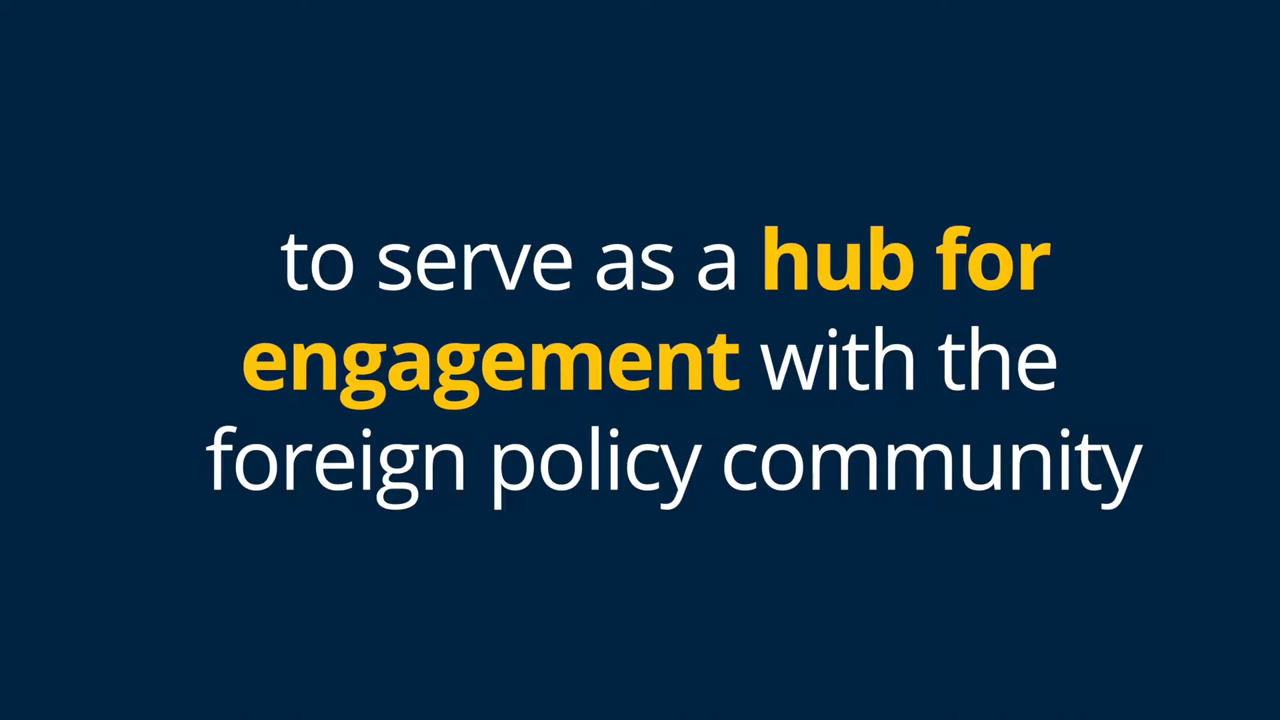 to serve as a hub for
engagement with the
foreign policy community